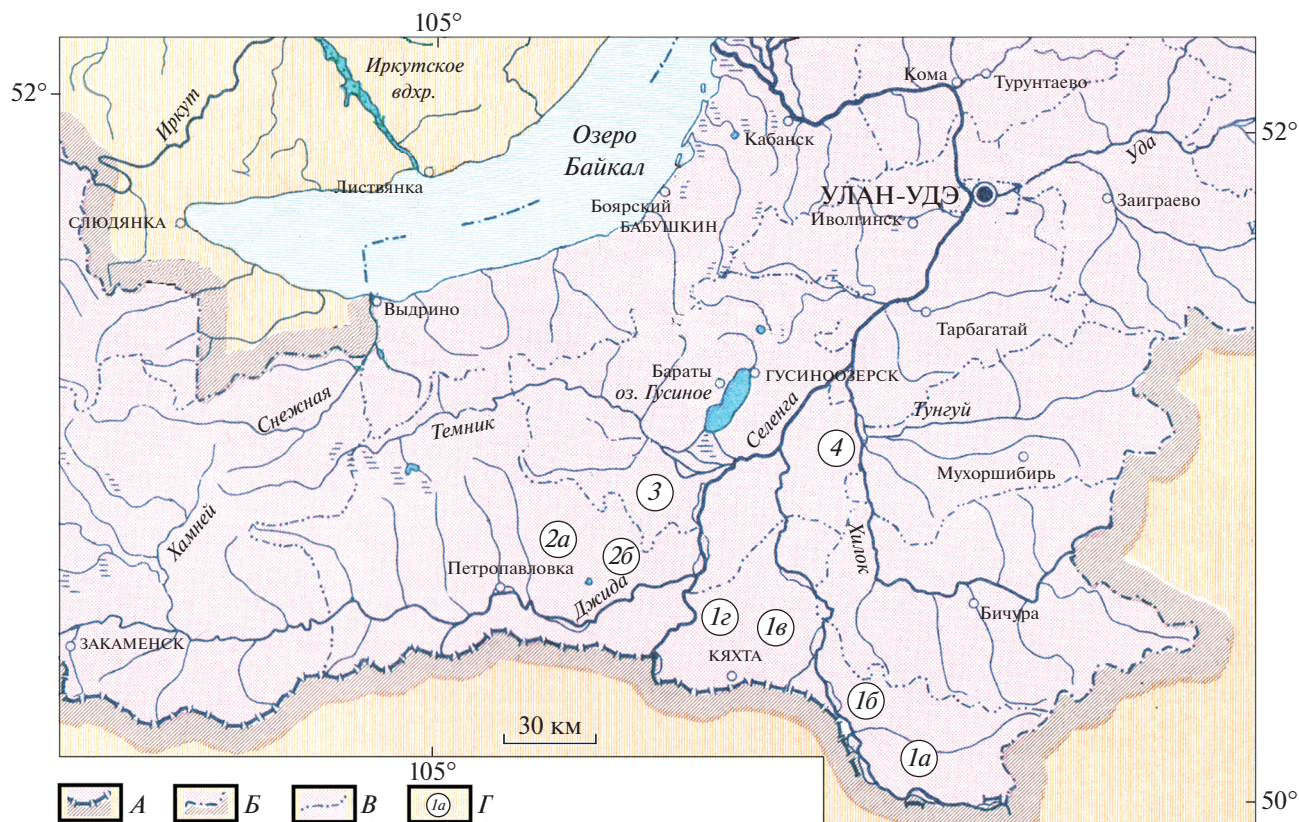 105°
52°
Иркут
Иркутское
вдхр.
Озеро
Байкал
Кома
Турунтаево
52°
Кабанск
Уда
Листвянка
СЛЮДЯНКА
Боярский
БАБУШКИН
УЛАН-УДЭ
Иволгинск
Заиграево
Выдрино
Тарбагатай
Бараты
оз. Гусиное
ГУСИНООЗЕРСК
Снежная
Темник
Селенга
Тунгуй
4
Мухоршибирь
3
Хамней
2а
2б
Хилок
Петропавловка
Джида
1г
1в
Бичура
ЗАКАМЕНСК
КЯХТА
1б
30 км
1а
105°
50°
А
Б
В
1а
Г